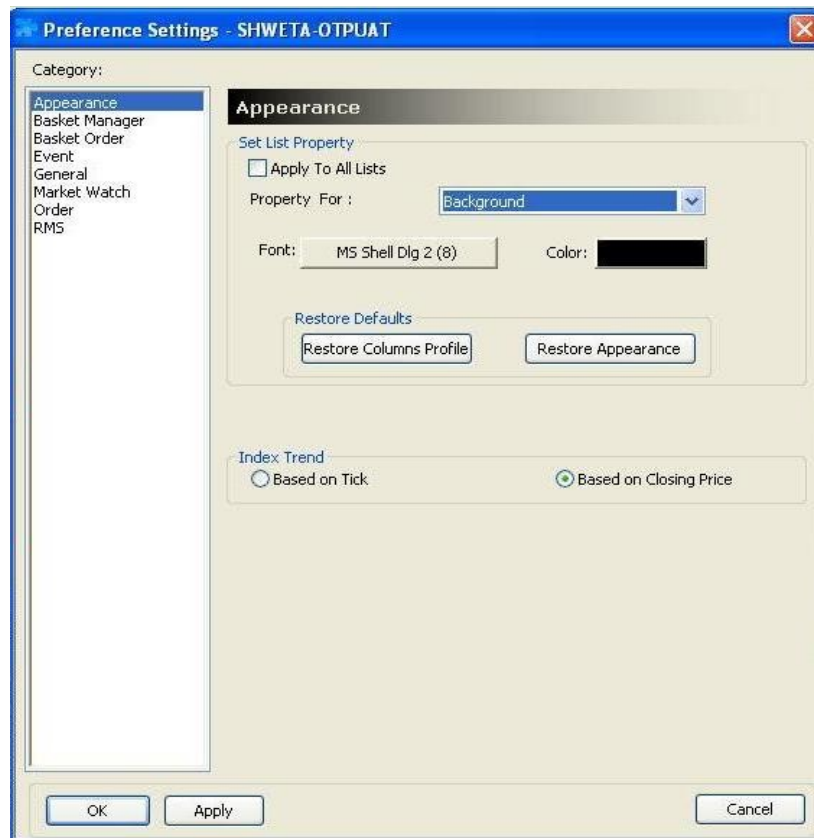 Preference Settings - SHWETA-OTPUAT
Category:
Appearance
Basket Manager
Basket Order
Event
General
Market Watch
Order
RMS
Appearance
Set List Property
Apply To All Lists
Property For :
Background
Font:
MS Shell Dlg 2 (8)
Color:
Restore Defaults
Restore Columns Profile
Restore Appearance
Index Trend
Based on Tick
Based on Closing Price
OK
Apply
Cancel